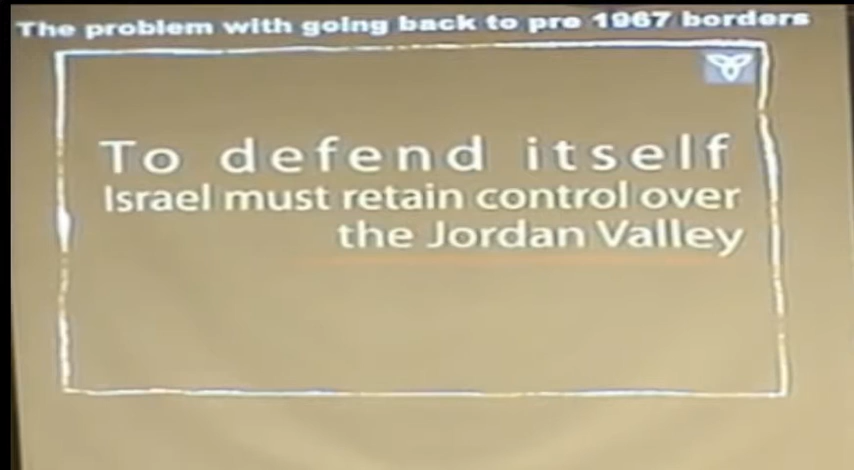 The problem with going back to pre 1967 borders
To defend itself
Israel must retain control over
the Jordan Valley